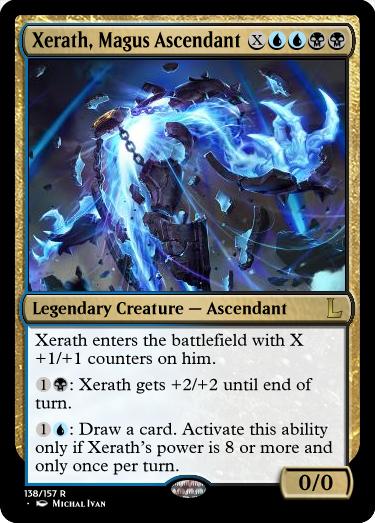 Xerath, Magus Ascendant X
Legendary Creature — Ascendant L
Xerath enters the battlefield with X
+1/+1 counters on him.
1: Xerath gets +2/+2 until end of
turn.
1: Draw a card. Activate this ability
only if Xerath's power is 8 or more and
only once per turn.
0/0
138/157 R
· Michal Ivan